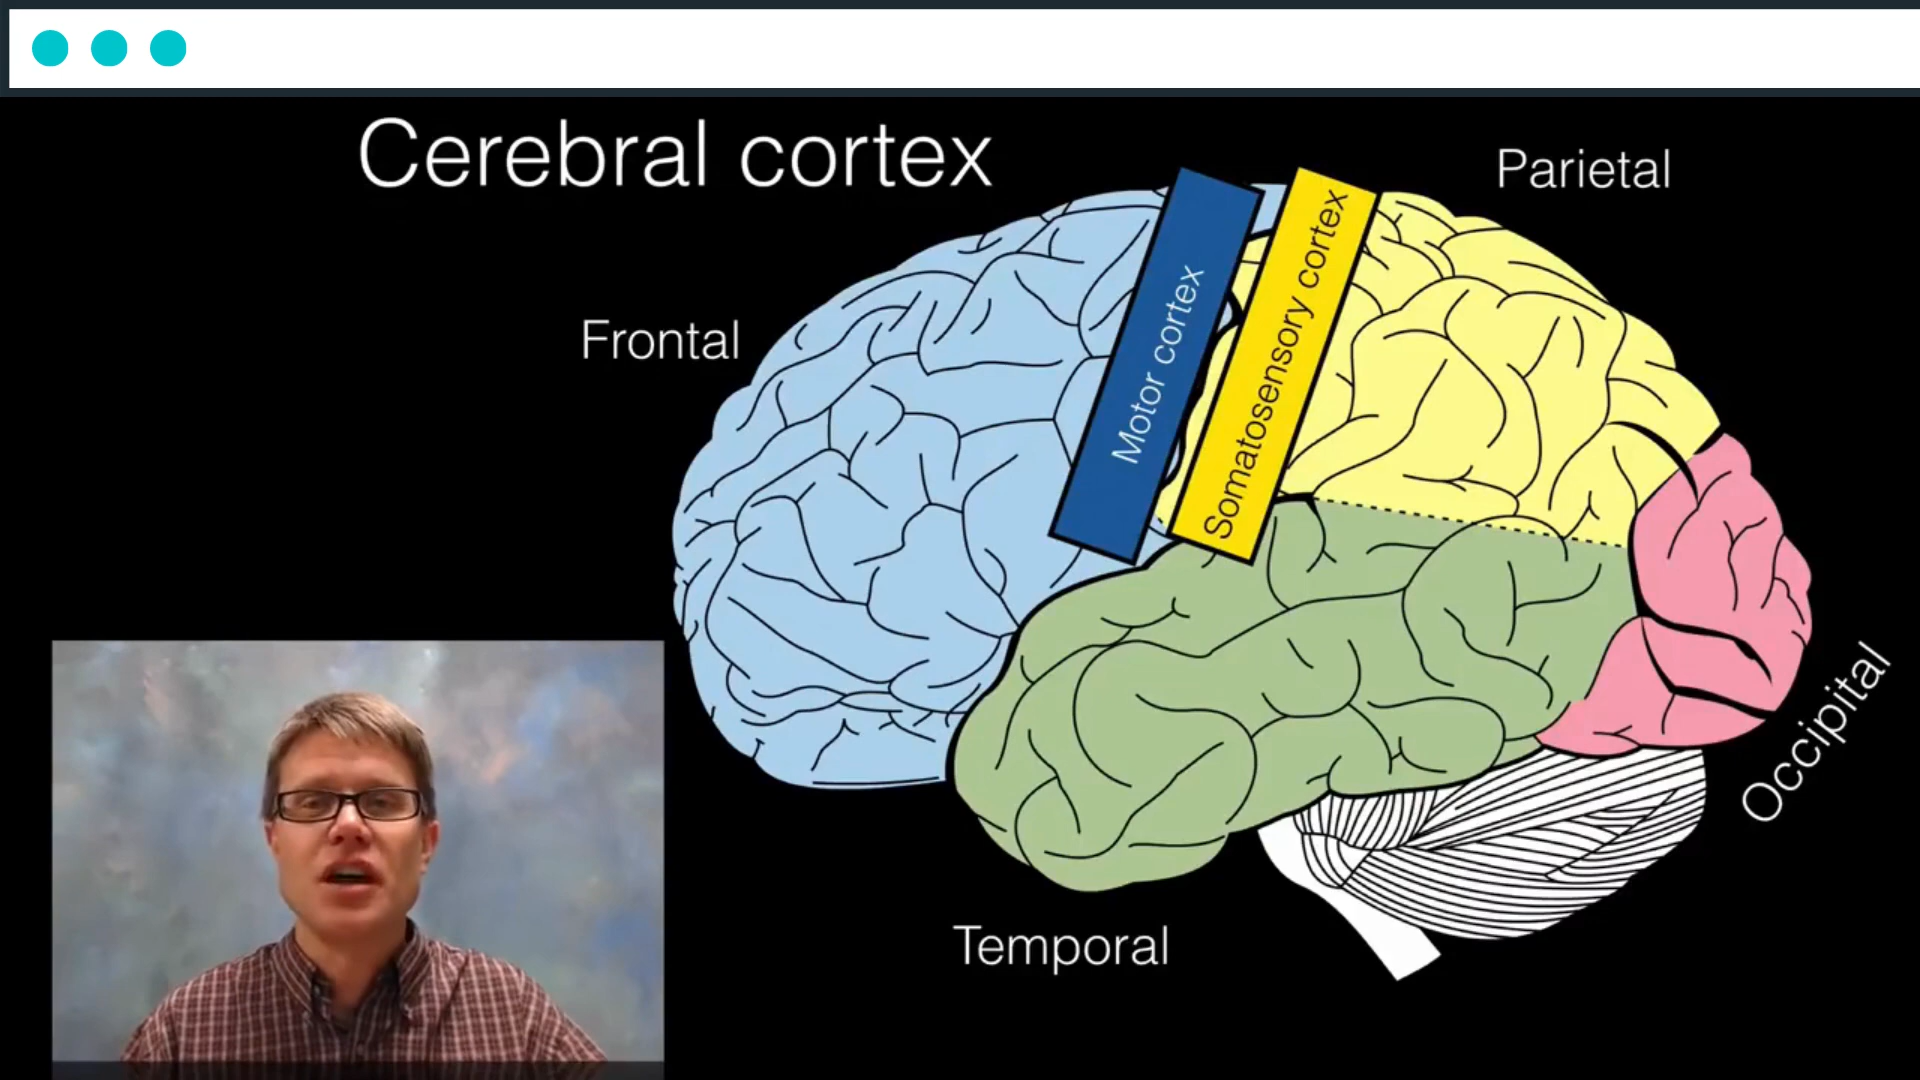 Cerebral cortex
Parietal
Frontal
Motor cortex
Somatosensory cortex
Occipital
Temporal